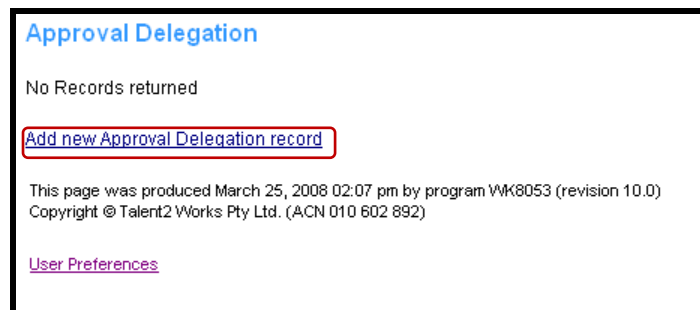 Approval Delegation
No Records returned
Add new Approval Delegation record
This page was produced March 25, 2008 02:07 pm by program WK8053 (revision 10.0)
Copyright © Talent2 Works Pty Ltd. (ACN 010 602 892)
User Preferences